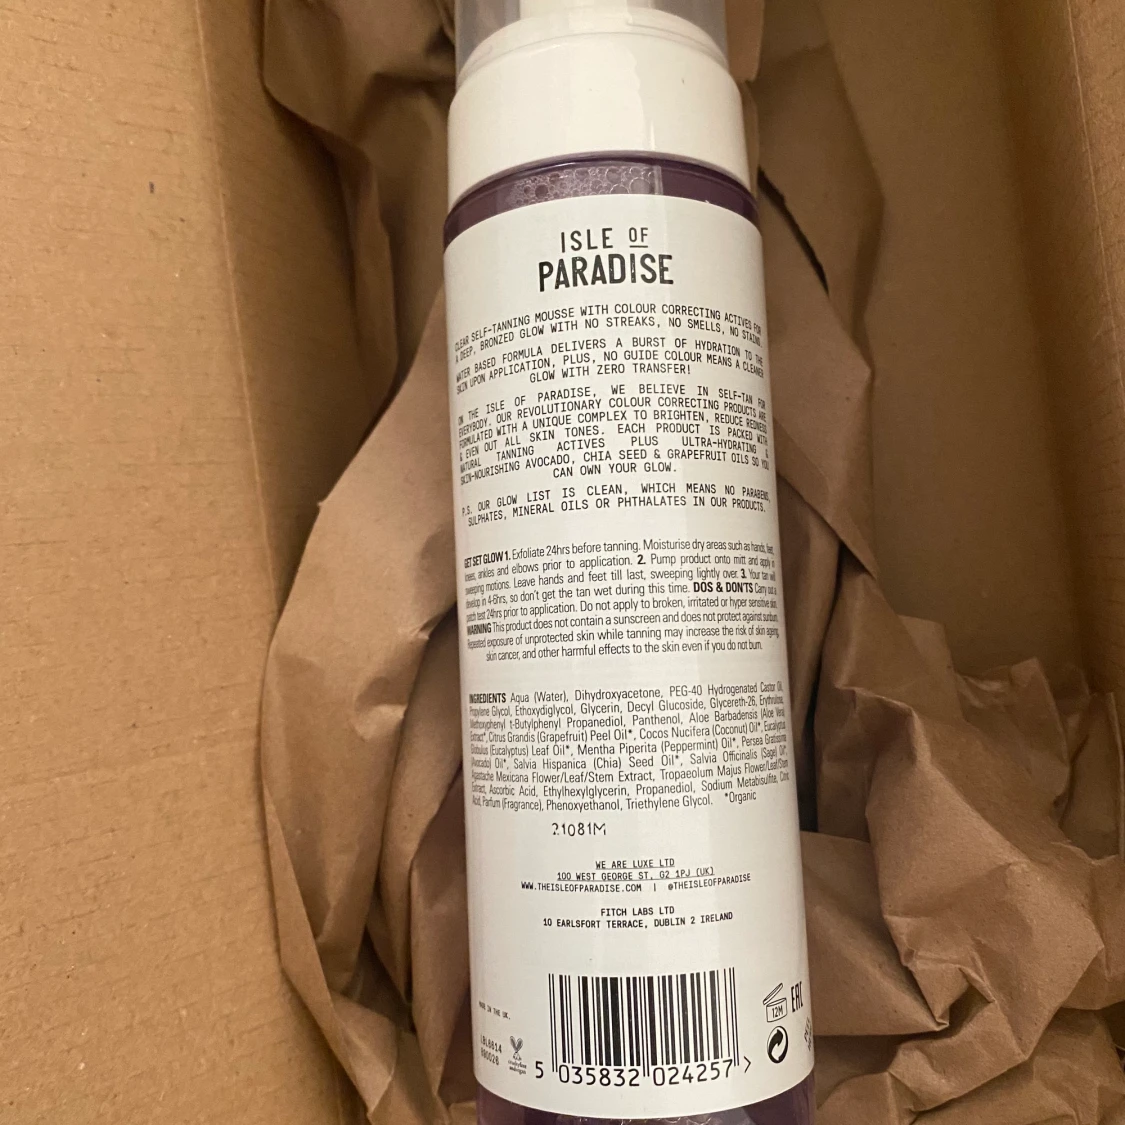 ISLE OF
PARADISE
CLEAR SELF-TANNING MOUSSE WITH COLOUR CORRECTING ACTIVES FOR
A DEEP, BRONZED GLOW WITH NO STREAKS, NO SMELLS, NO STAINS
WATER BASED FORMULA DELIVERS A BURST OF HYDRATION TO THE
SKIN UPON APPLICATION, PLUS, NO GUIDE COLOUR MEANS A CLEANER
GLOW WITH ZERO TRANSFER!
ON THE ISLE OF PARADISE, WE BELIEVE IN SELF-TAN FOR
EVERYBODY. OUR REVOLUTIONARY COLOUR CORRECTING PRODUCTS ARE
FORMULATED WITH A UNIQUE COMPLEX TO BRIGHTEN, REDUCE REDNESS
& EVEN OUT ALL SKIN TONES. EACH PRODUCT IS PACKED WITH
NATURAL TANNING ACTIVES PLUS ULTRA-HYDRATING &
SKIN-NOURISHING AVOCADO, CHIA SEED & GRAPEFRUIT OILS SO YOU
CAN OWN YOUR GLOW.
P.S. OUR GLOW LIST IS CLEAN, WHICH MEANS NO PARABENS,
SULPHATES, MINERAL OILS OR PHTHALATES IN OUR PRODUCTS.
GET SET GLOW 1. Exfoliate 24hrs before tanning. Moisturise dry areas such as hands, feet,
knees, ankles and elbows prior to application. 2. Pump product onto mitt and apply in
sweeping motions. Leave hands and feet till last, sweeping lightly over. 3. Your tan will
develop in 4-6hrs, so don't get the tan wet during this time. DOS & DON'TS Carry out a
patch test 24hrs prior to application. Do not apply to broken, irritated or hyper sensitive skin.
WARNING This product does not contain a sunscreen and does not protect against sunburn.
Repeated exposure of unprotected skin while tanning may increase the risk of skin ageing,
skin cancer, and other harmful effects to the skin even if you do not burn.
INGREDIENTS Aqua (Water), Dihydroxyacetone, PEG-40 Hydrogenated Castor Oil,
Propylene Glycol, Ethoxydiglycol, Glycerin, Decyl Glucoside, Glycereth-26, Erythrulose,
Methoxyphenyl t-Butylphenyl Propanediol, Panthenol, Aloe Barbadensis (Aloe Vera)
Extract*, Citrus Grandis (Grapefruit) Peel Oil*, Cocos Nucifera (Coconut) Oil*, Eucalyptus
Globulus (Eucalyptus) Leaf Oil*, Mentha Piperita (Peppermint) Oil*, Persea Gratissima
(Avocado) Oil*, Salvia Hispanica (Chia) Seed Oil*, Salvia Officinalis (Sage) Oil*,
Agastache Mexicana Flower/Leaf/Stem Extract, Tropaeolum Majus Flower/Leaf/Stem
Extract, Ascorbic Acid, Ethylhexylglycerin, Propanediol, Sodium Metabisulfite, Citric
Acid, Parfum (Fragrance), Phenoxyethanol, Triethylene Glycol. *Organic
21081M
WE ARE LUXE LTD
100 WEST GEORGE ST, G2 1PJ (UK)
WWW.THEISLEOFPARADISE.COM | @THEISLEOFPARADISE
FITCH LABS LTD
10 EARLSFORT TERRACE, DUBLIN 2 IRELAND
MADE IN THE UK.
12M
EAC
5 035832 024257 >